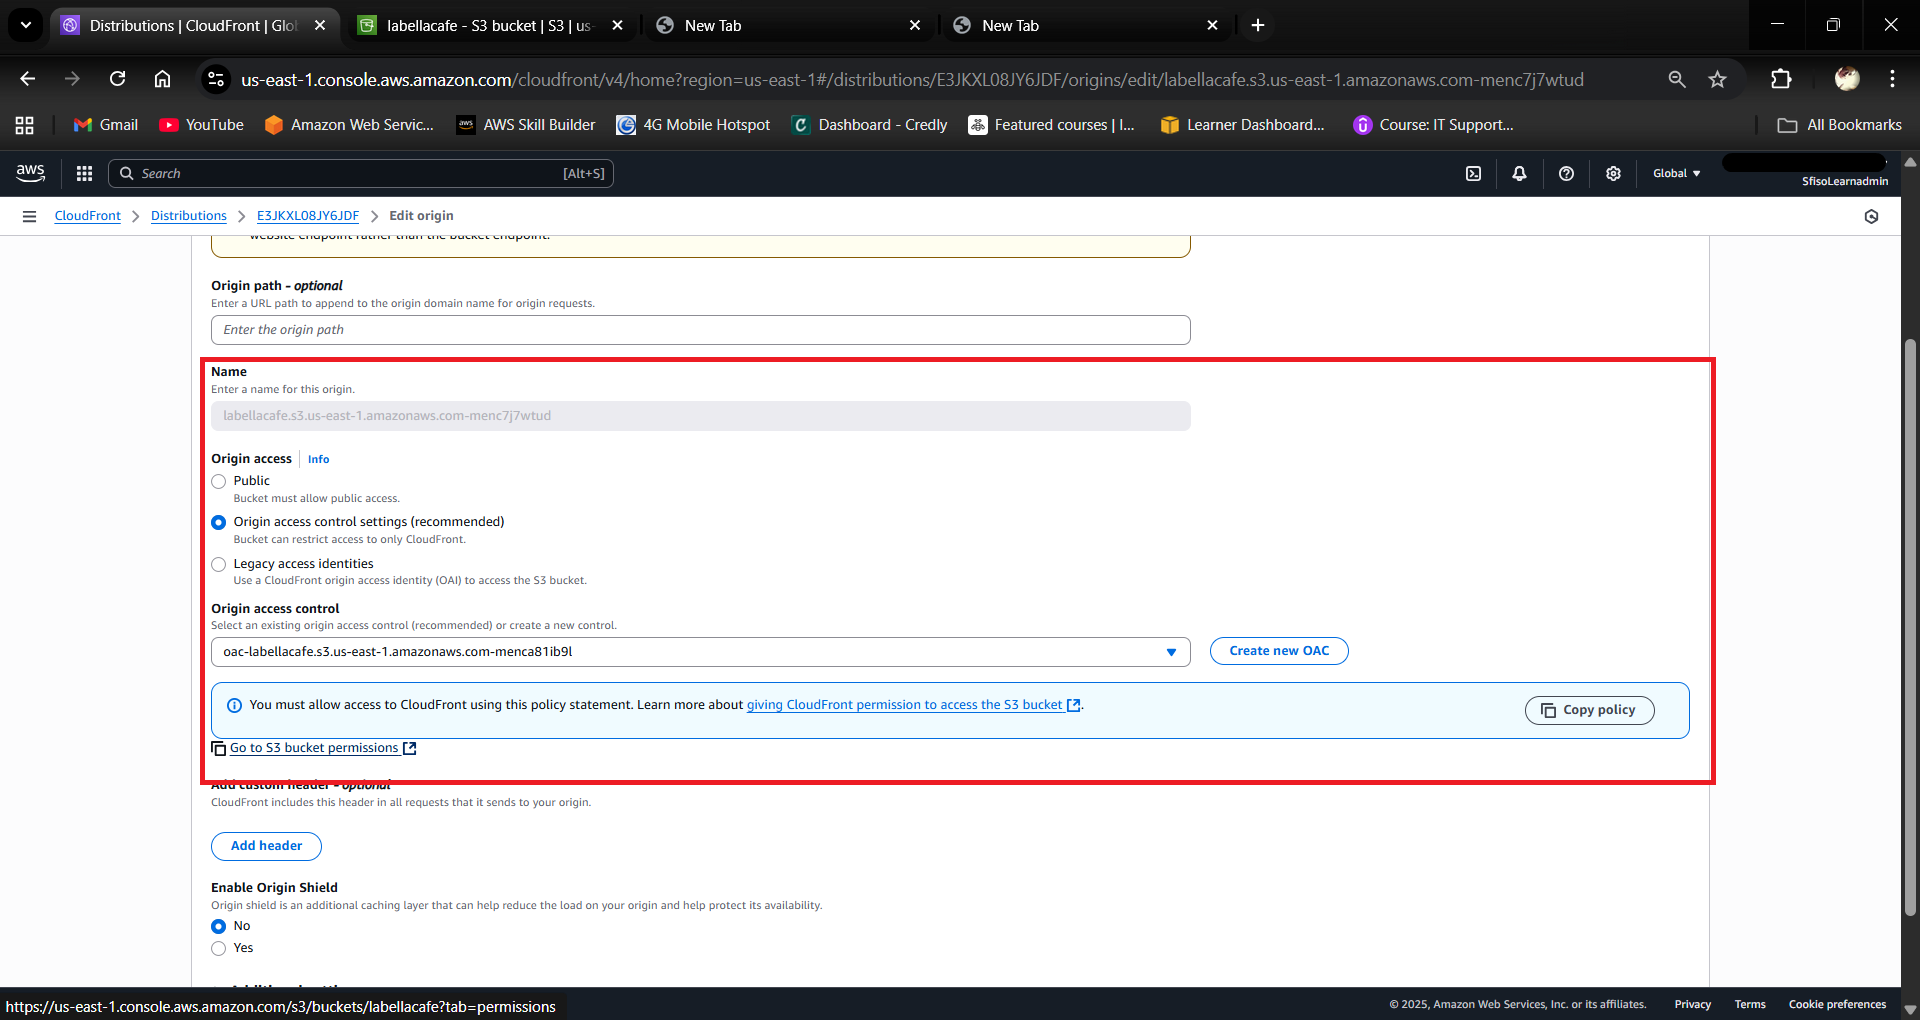 Distributions | CloudFront | Glo
labellacafe - S3 bucket | S3 | us-
New Tab
New Tab
us-east-1.console.aws.amazon.com/cloudfront/v4/home?region=us-east-1#/distributions/E3JKXL08JY6JDF/origins/edit/labellacafe.s3.us-east-1.amazonaws.com-menc7j7wtud
Gmail
YouTube
Amazon Web Servic...
AWS Skill Builder
4G Mobile Hotspot
Dashboard - Credly
Featured courses | I...
Learner Dashboard...
Course: IT Support...
All Bookmarks
aws
Search
[Alt+S]
Global
SfisoLearnadmin
CloudFront
Distributions
E3JKXL08JY6JDF
Edit origin
website endpoint rather than the bucket endpoint.
Origin path - optional
Enter a URL path to append to the origin domain name for origin requests.
Enter the origin path
Name
Enter a name for this origin.
labellacafe.s3.us-east-1.amazonaws.com-menc7j7wtud
Origin access
Info
Public
Bucket must allow public access.
Origin access control settings (recommended)
Bucket can restrict access to only CloudFront.
Legacy access identities
Use a CloudFront origin access identity (OAI) to access the S3 bucket.
Origin access control
Select an existing origin access control (recommended) or create a new control.
oac-labellacafe.s3.us-east-1.amazonaws.com-menca81ib9l
Create new OAC
You must allow access to CloudFront using this policy statement. Learn more about giving CloudFront permission to access the S3 bucket.
Copy policy
Go to S3 bucket permissions
Add custom header - optional
CloudFront includes this header in all requests that it sends to your origin.
Add header
Enable Origin Shield
Origin shield is an additional caching layer that can help reduce the load on your origin and help protect its availability.
No
Yes
https://us-east-1.console.aws.amazon.com/s3/buckets/labellacafe?tab=permissions
© 2025, Amazon Web Services, Inc. or its affiliates.
Privacy
Terms
Cookie preferences